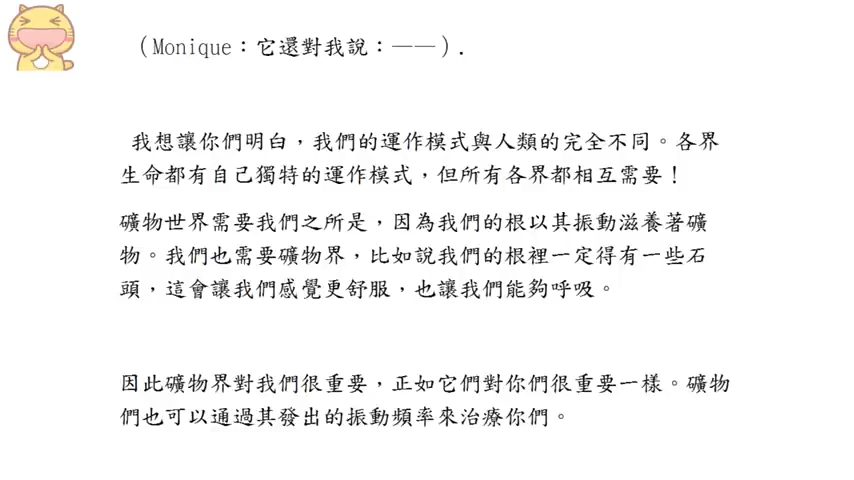 （Monique：它還對我說：——）.
我想讓你們明白，我們的運作模式與人類的完全不同。各界
生命都有自己獨特的運作模式，但所有各界都相互需要！
礦物世界需要我們之所是，因為我們的根以其振動滋養著礦
物。我們也需要礦物界，比如說我們的根裡一定得有一些石
頭，這會讓我們感覺更舒服，也讓我們能夠呼吸。
因此礦物界對我們很重要，正如它們對你們很重要一樣。礦物
們也可以通過其發出的振動頻率來治療你們。